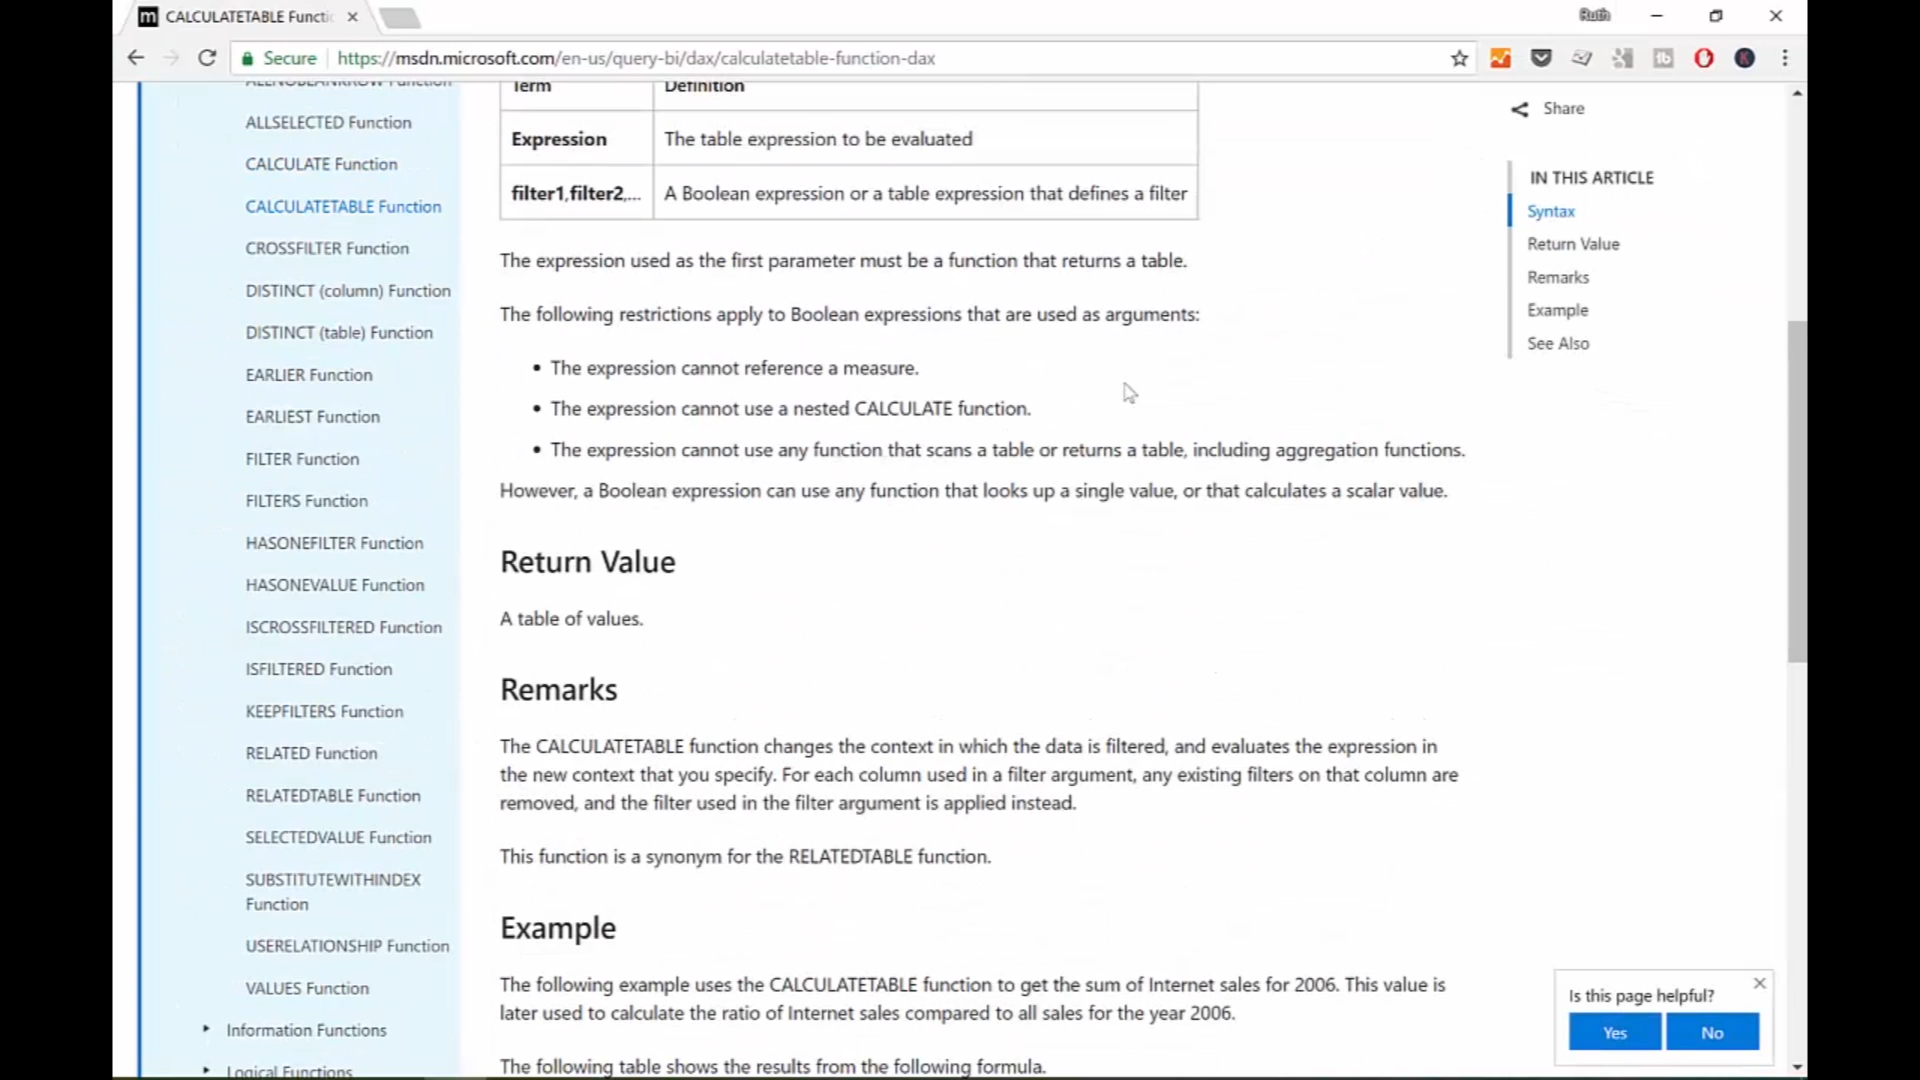 CALCULATETABLE Functi
Ruth
Secure
https://msdn.microsoft.com/en-us/query-bi/dax/calculatetable-function-dax
ALLNOBLANKROW Function
ALLSELECTED Function
CALCULATE Function
CALCULATETABLE Function
CROSSFILTER Function
DISTINCT (column) Function
DISTINCT (table) Function
EARLIER Function
EARLIEST Function
FILTER Function
FILTERS Function
HASONEFILTER Function
HASONEVALUE Function
ISCROSSFILTERED Function
ISFILTERED Function
KEEPFILTERS Function
RELATED Function
RELATEDTABLE Function
SELECTEDVALUE Function
SUBSTITUTEWITHINDEX
Function
USERELATIONSHIP Function
VALUES Function
Information Functions
Logical Functions
Term Definition
Expression The table expression to be evaluated
filter1,filter2,... A Boolean expression or a table expression that defines a filter
The expression used as the first parameter must be a function that returns a table.
The following restrictions apply to Boolean expressions that are used as arguments:
• The expression cannot reference a measure.
• The expression cannot use a nested CALCULATE function.
• The expression cannot use any function that scans a table or returns a table, including aggregation functions.
However, a Boolean expression can use any function that looks up a single value, or that calculates a scalar value.
Return Value
A table of values.
Remarks
The CALCULATETABLE function changes the context in which the data is filtered, and evaluates the expression in
the new context that you specify. For each column used in a filter argument, any existing filters on that column are
removed, and the filter used in the filter argument is applied instead.
This function is a synonym for the RELATEDTABLE function.
Example
The following example uses the CALCULATETABLE function to get the sum of Internet sales for 2006. This value is
later used to calculate the ratio of Internet sales compared to all sales for the year 2006.
The following table shows the results from the following formula.
Share
IN THIS ARTICLE
Syntax
Return Value
Remarks
Example
See Also
Is this page helpful?
Yes No